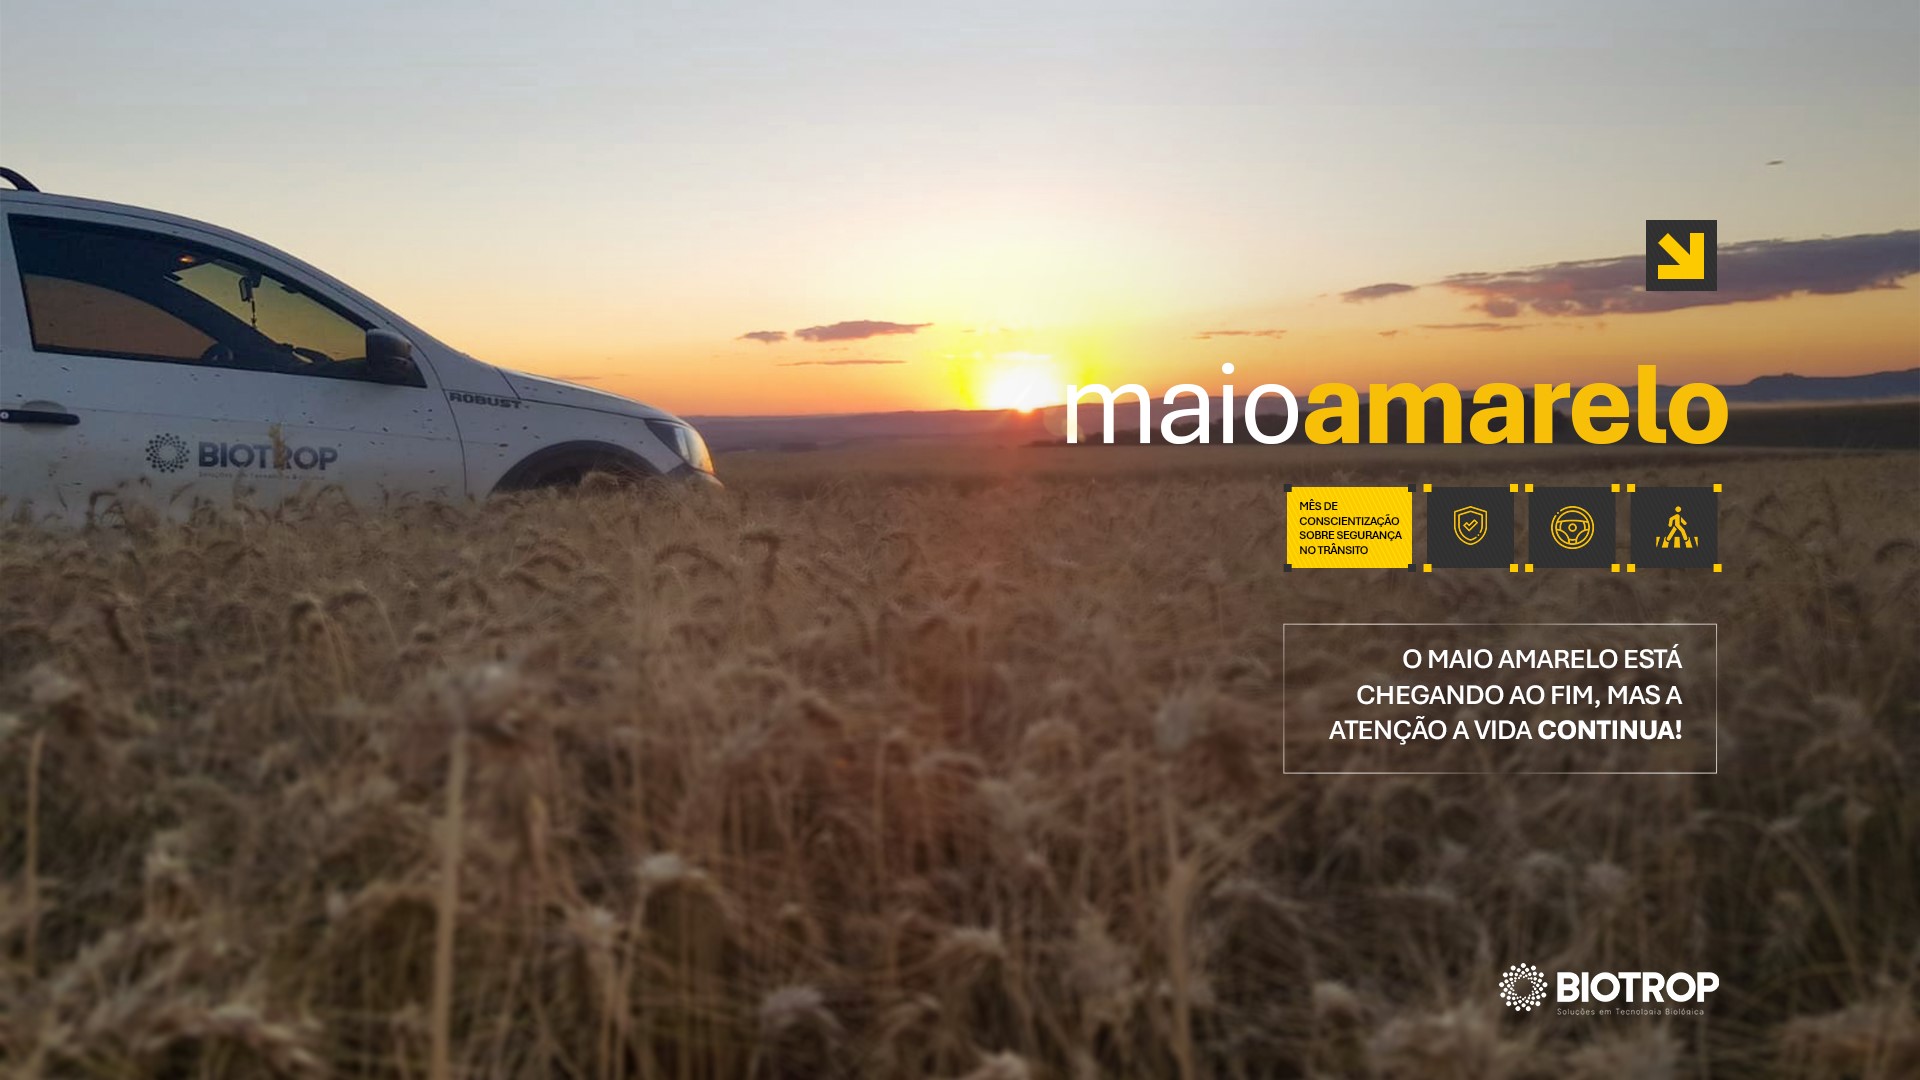 ROBUST
BIOTROP
maioamarelo
MÊS DE
CONSCIENTIZAÇÃO
SOBRE SEGURANÇA
NO TRÂNSITO
O MAIO AMARELO ESTÁ
CHEGANDO AO FIM, MAS A
ATENÇÃO A VIDA CONTINUA!
BIOTROP
Soluções em Tecnologia Biológica